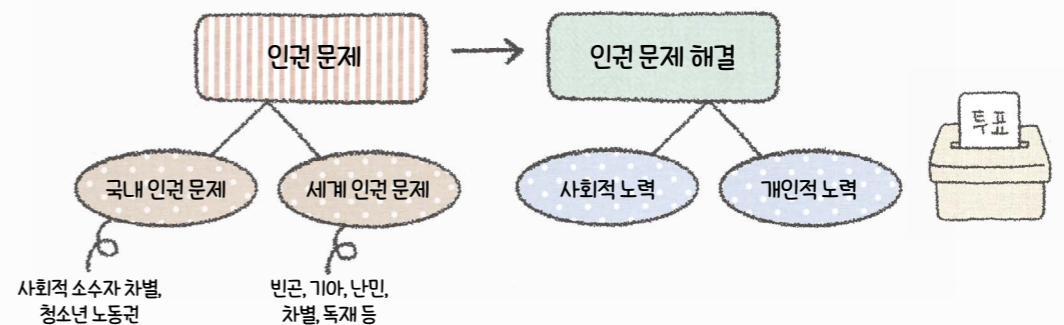 인권 문제
인권 문제 해결
투표
국내 인권 문제
세계 인권 문제
사회적 노력
개인적 노력
사회적 소수자 차별,
청소년 노동권
빈곤, 기아, 난민,
차별, 독재 등